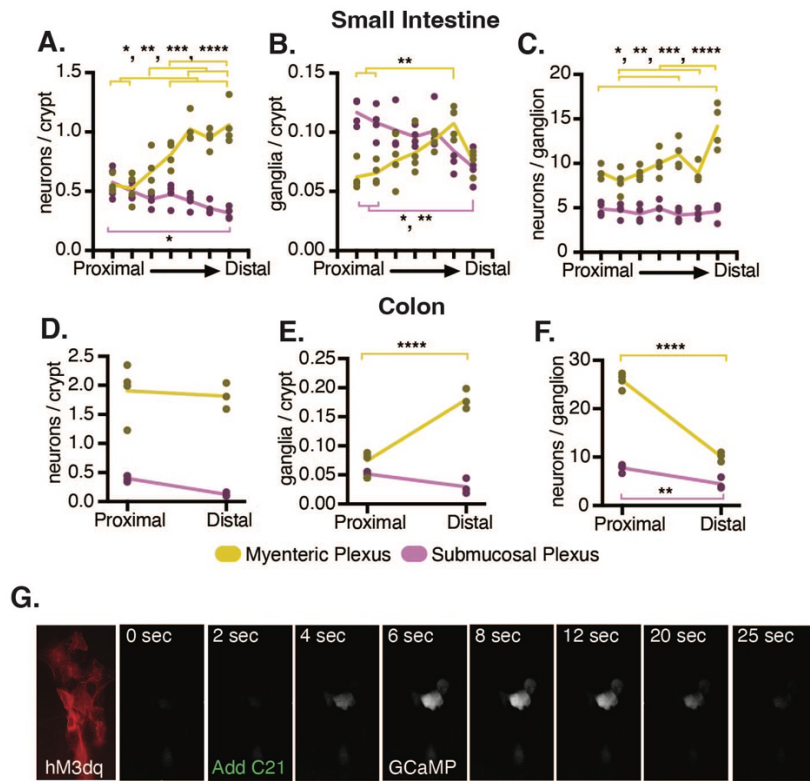 Small Intestine
A.
*, **, ***, ****
neurons / crypt
1.5
1.0
0.5
0.0
*
Proximal
Distal
B.
**
ganglia / crypt
0.15
0.10
0.05
0.00
*, **
Proximal
Distal
C.
*, **, ***, ****
neurons / ganglion
20
15
10
5
0
Proximal
Distal
Colon
D.
neurons / crypt
2.5
2.0
1.5
1.0
0.5
0.0
Proximal
Distal
E.
****
ganglia / crypt
0.25
0.20
0.15
0.10
0.05
0.00
Proximal
Distal
F.
****
neurons / ganglion
30
20
10
0
**
Proximal
Distal
Myenteric Plexus
Submucosal Plexus
G.
hM3dq
0 sec
2 sec
Add C21
4 sec
6 sec
GCaMP
8 sec
12 sec
20 sec
25 sec